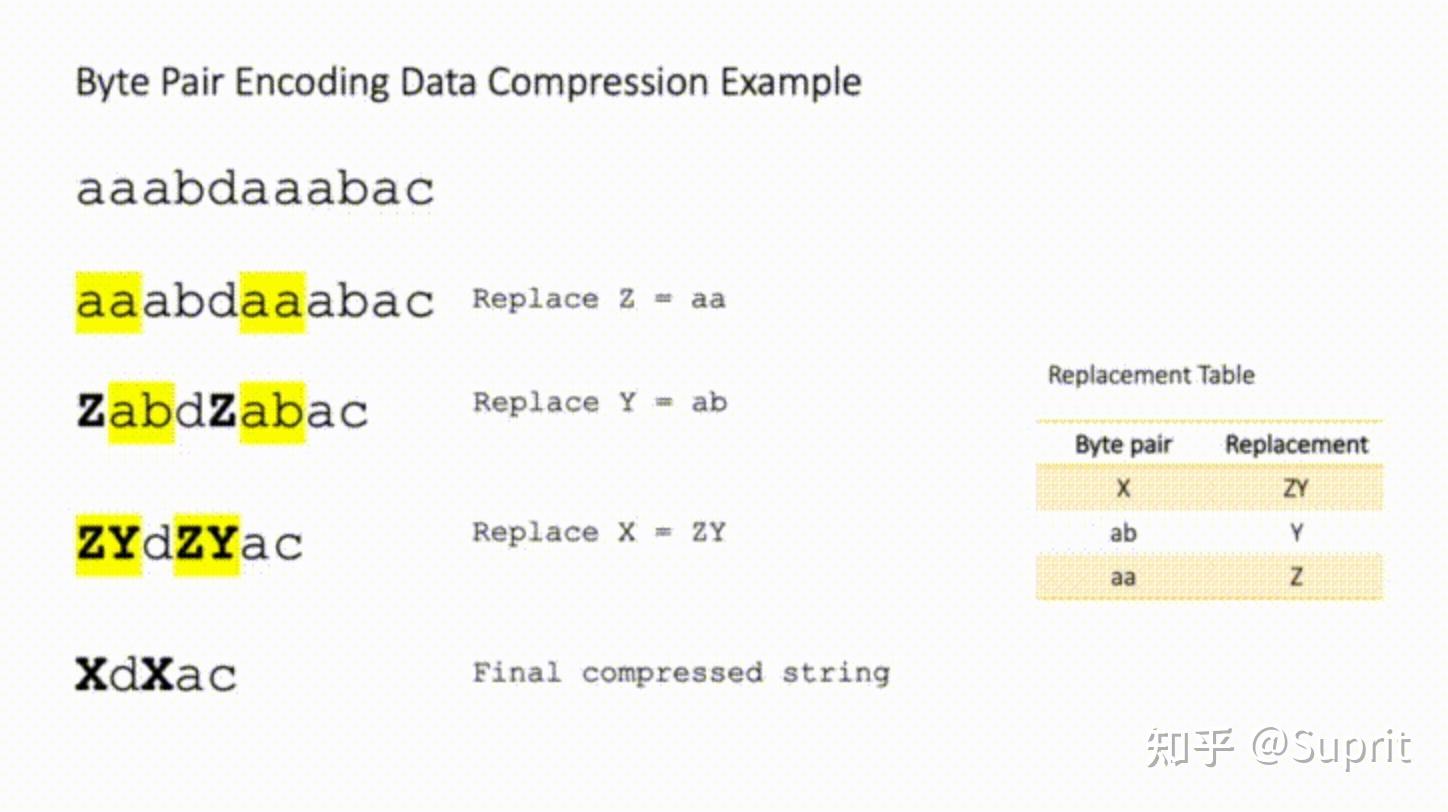 Byte Pair Encoding Data Compression Example
aaabdaaabac
aaabdaaabac Replace Z = aa
ZabdZabac Replace Y = ab
ZYdZYac Replace X = ZY
XdXac Final compressed string
Replacement Table
Byte pair Replacement
X ZY
ab Y
aa Z
知乎 @Suprit